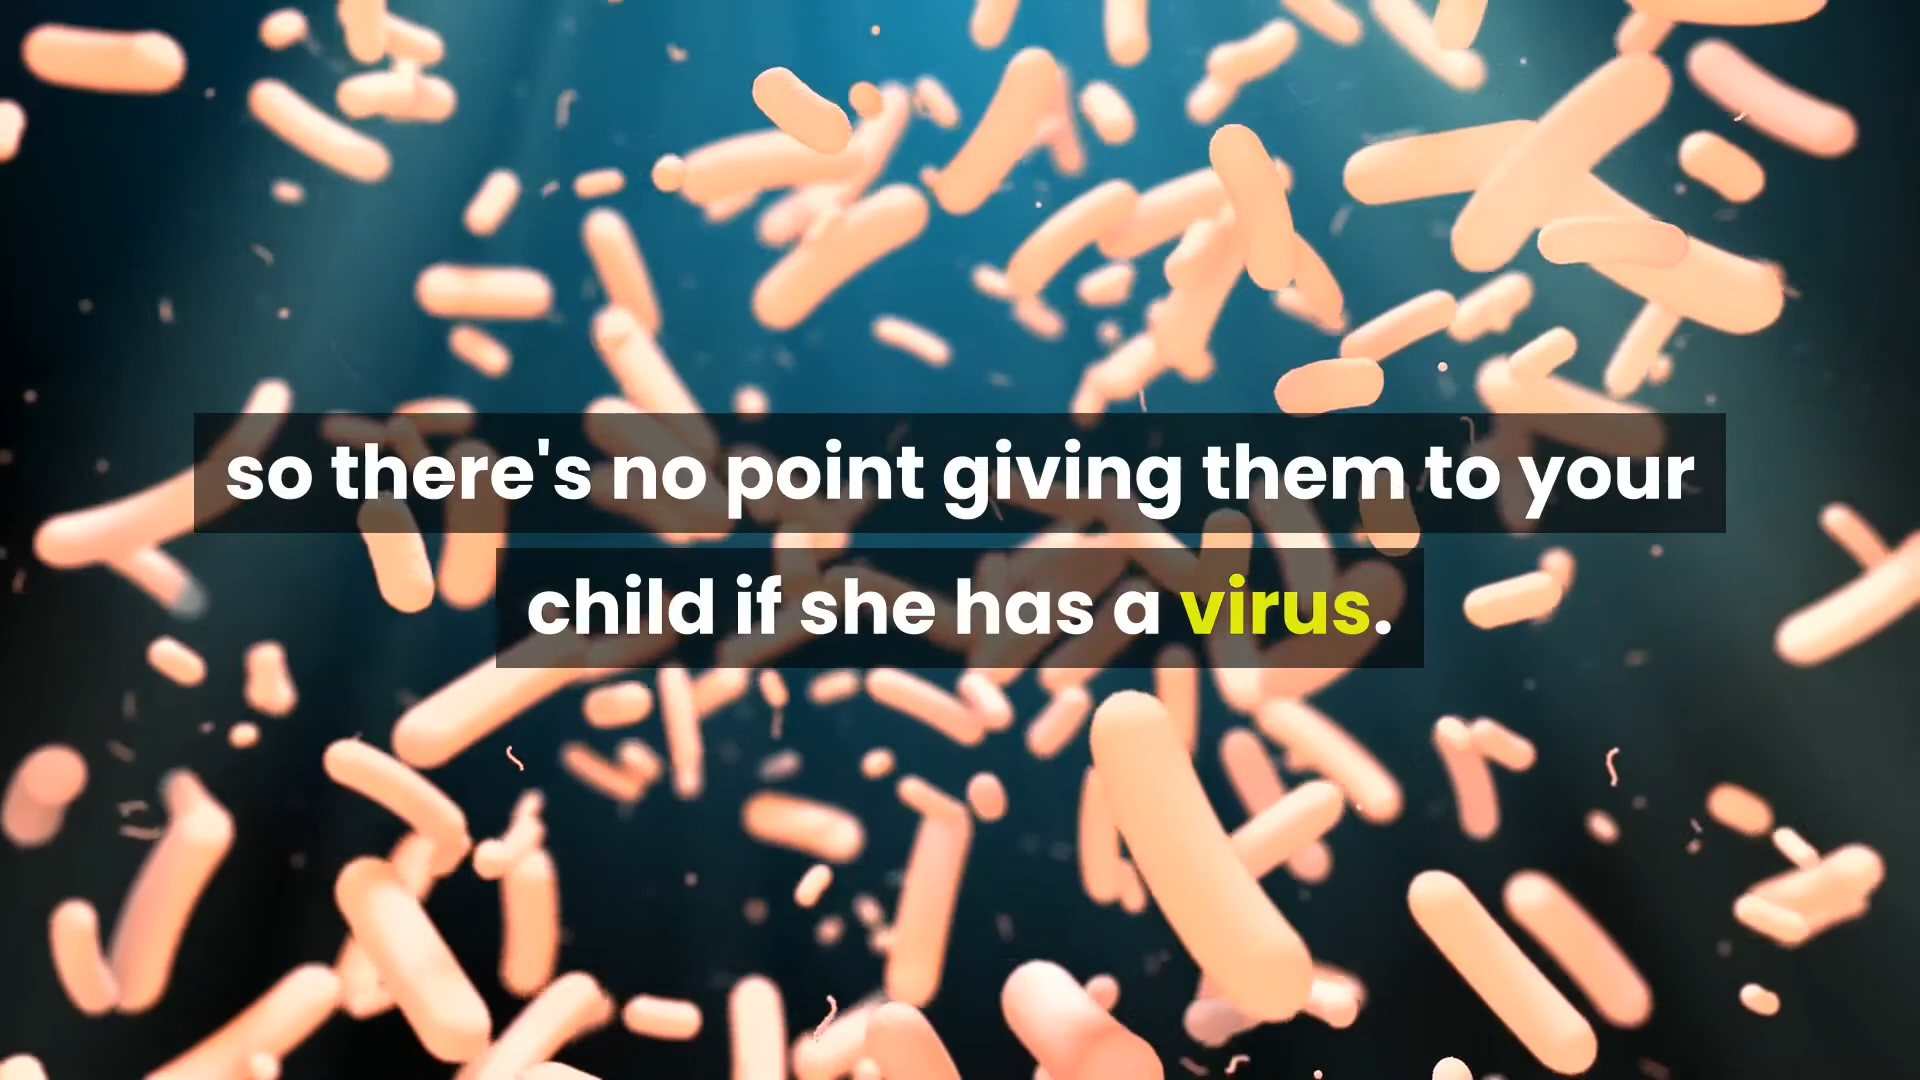 so there's no point giving them to your
child if she has a virus.